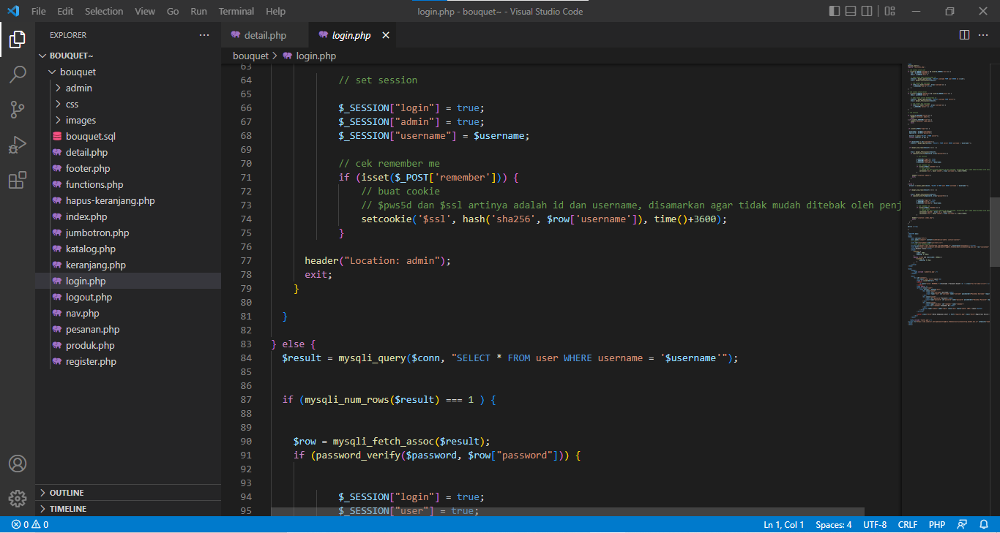 File Edit Selection View Go Run Terminal Help
login.php - bouquet~ - Visual Studio Code
EXPLORER
BOUQUET~
bouquet
admin
css
images
bouquet.sql
detail.php
footer.php
functions.php
hapus-keranjang.php
index.php
jumbotron.php
katalog.php
keranjang.php
login.php
logout.php
nav.php
pesanan.php
produk.php
register.php
OUTLINE
TIMELINE
detail.php login.php
bouquet > login.php
63
64 // set session
65
66 $_SESSION["login"] = true;
67 $_SESSION["admin"] = true;
68 $_SESSION["username"] = $username;
69
70 // cek remember me
71 if (isset($_POST['remember'])) {
72 // buat cookie
73 // $pws5d dan $ssl artinya adalah id dan username, disamarkan agar tidak mudah ditebak oleh penj
74 setcookie('$ssl', hash('sha256', $row['username']), time()+3600);
75 }
76
77 header("Location: admin");
78 exit;
79 }
80
81 }
82
83 } else {
84 $result = mysqli_query($conn, "SELECT * FROM user WHERE username = '$username'");
85
86
87 if (mysqli_num_rows($result) === 1 ) {
88
89
90 $row = mysqli_fetch_assoc($result);
91 if (password_verify($password, $row["password"])) {
92
93
94 $_SESSION["login"] = true;
95 $_SESSION["user"] = true;
0 0 Ln 1, Col 1 Spaces: 4 UTF-8 CRLF PHP